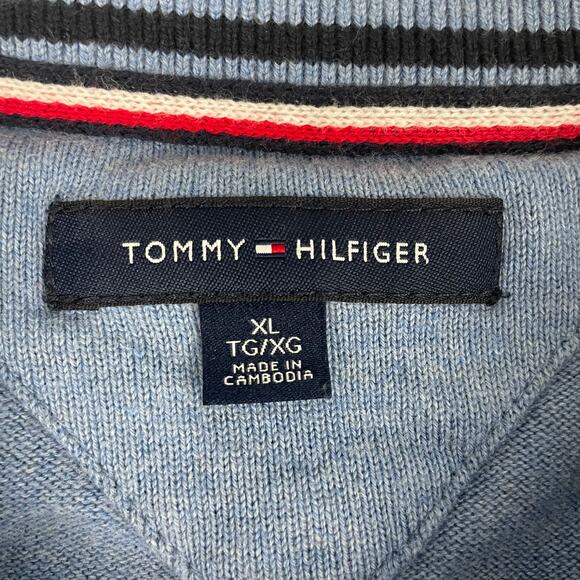 TOMMY HILFIGER
XL
TG/XG
MADE IN
CAMBODIA